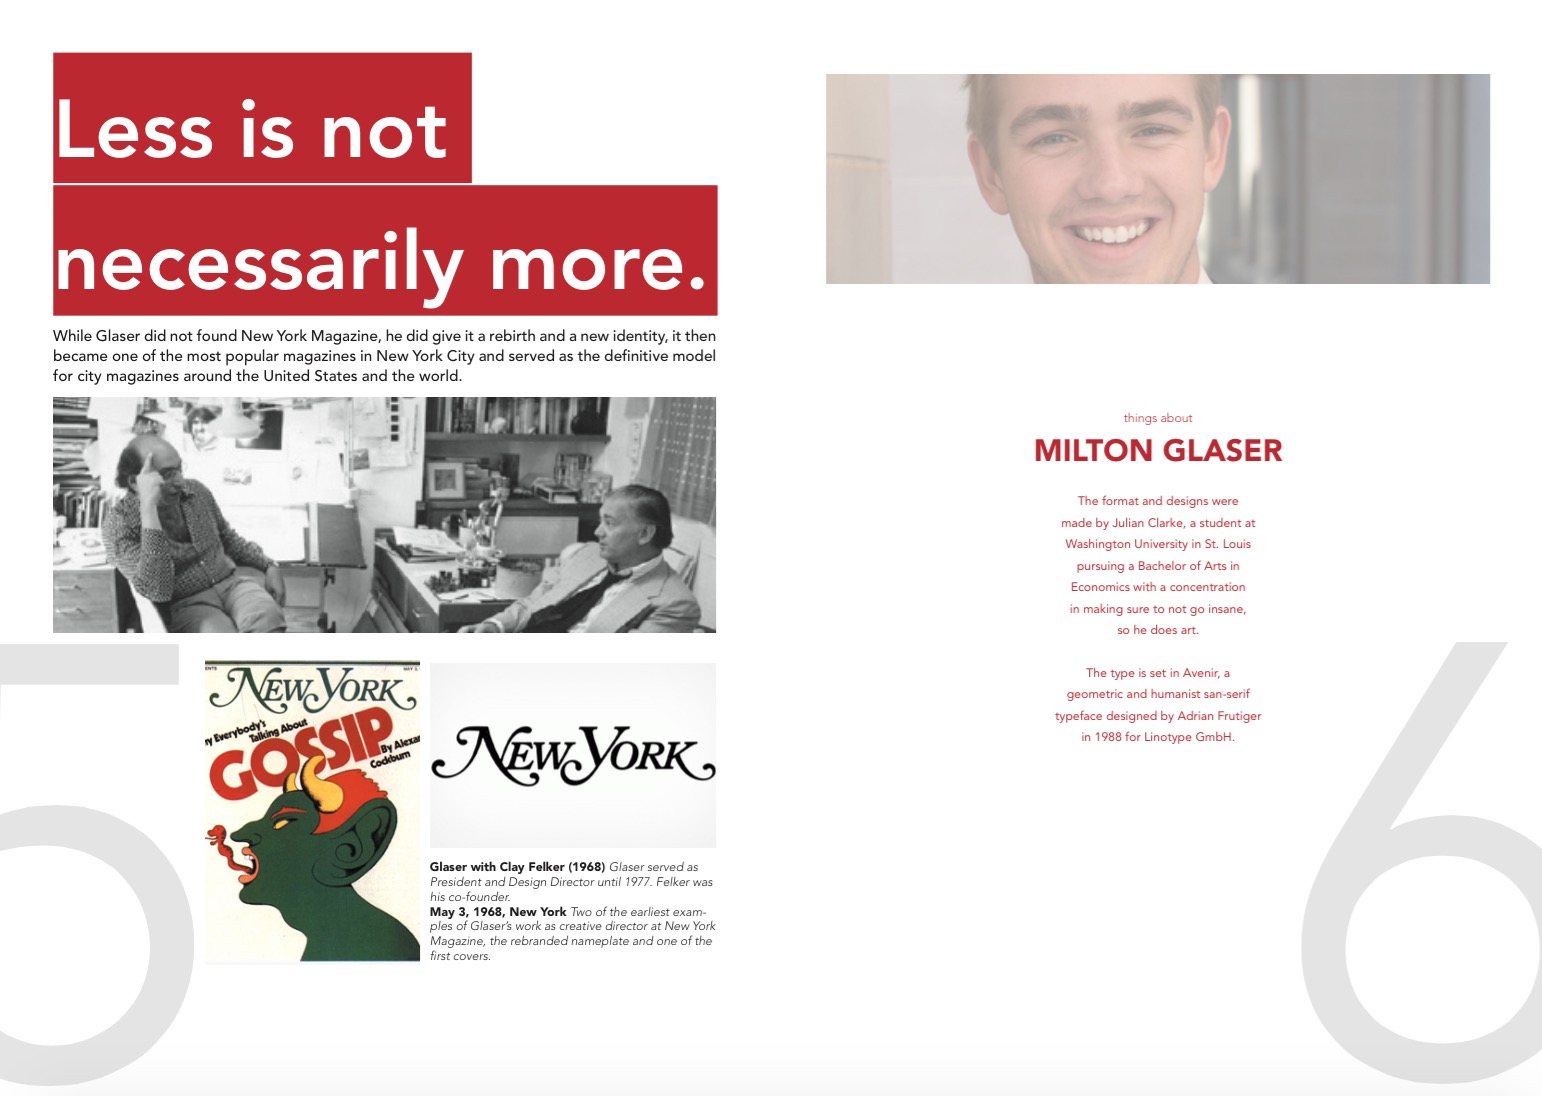 Less is not
necessarily more.
While Glaser did not found New York Magazine, he did give it a rebirth and a new identity, it then
became one of the most popular magazines in New York City and served as the definitive model
for city magazines around the United States and the world.
5
ENTS
MAY 3,
NEW YORK
ry Everybody's
Talking About
GOSSIP
By Alexa
Cockburn
NEW YORK
Glaser with Clay Felker (1968) Glaser served as
President and Design Director until 1977. Felker was
his co-founder.
May 3, 1968, New York Two of the earliest exam-
ples of Glaser's work as creative director at New York
Magazine, the rebranded nameplate and one of the
first covers.
things about
MILTON GLASER
The format and designs were
made by Julian Clarke, a student at
Washington University in St. Louis
pursuing a Bachelor of Arts in
Economics with a concentration
in making sure to not go insane,
so he does art.
The type is set in Avenir, a
geometric and humanist san-serif
typeface designed by Adrian Frutiger
in 1988 for Linotype GmbH.
6